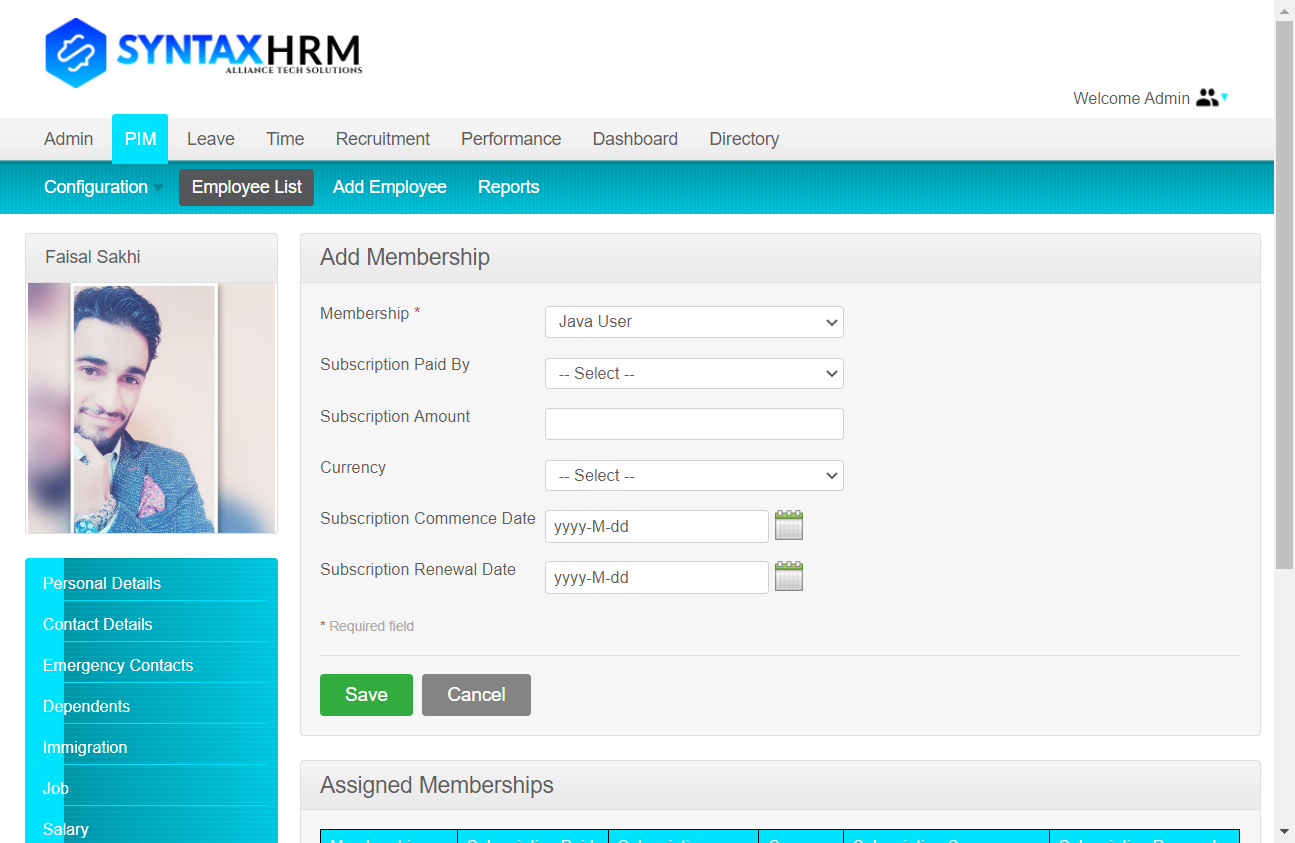 SYNTAXHRM
ALLIANCE TECH SOLUTIONS
Welcome Admin
Admin PIM Leave Time Recruitment Performance Dashboard Directory
Configuration Employee List Add Employee Reports
Faisal Sakhi
Add Membership
Membership *
Java User
Subscription Paid By
-- Select --
Subscription Amount
Currency
-- Select --
Subscription Commence Date
yyyy-M-dd
Subscription Renewal Date
yyyy-M-dd
* Required field
Save Cancel
Personal Details
Contact Details
Emergency Contacts
Dependents
Immigration
Job
Salary
Assigned Memberships